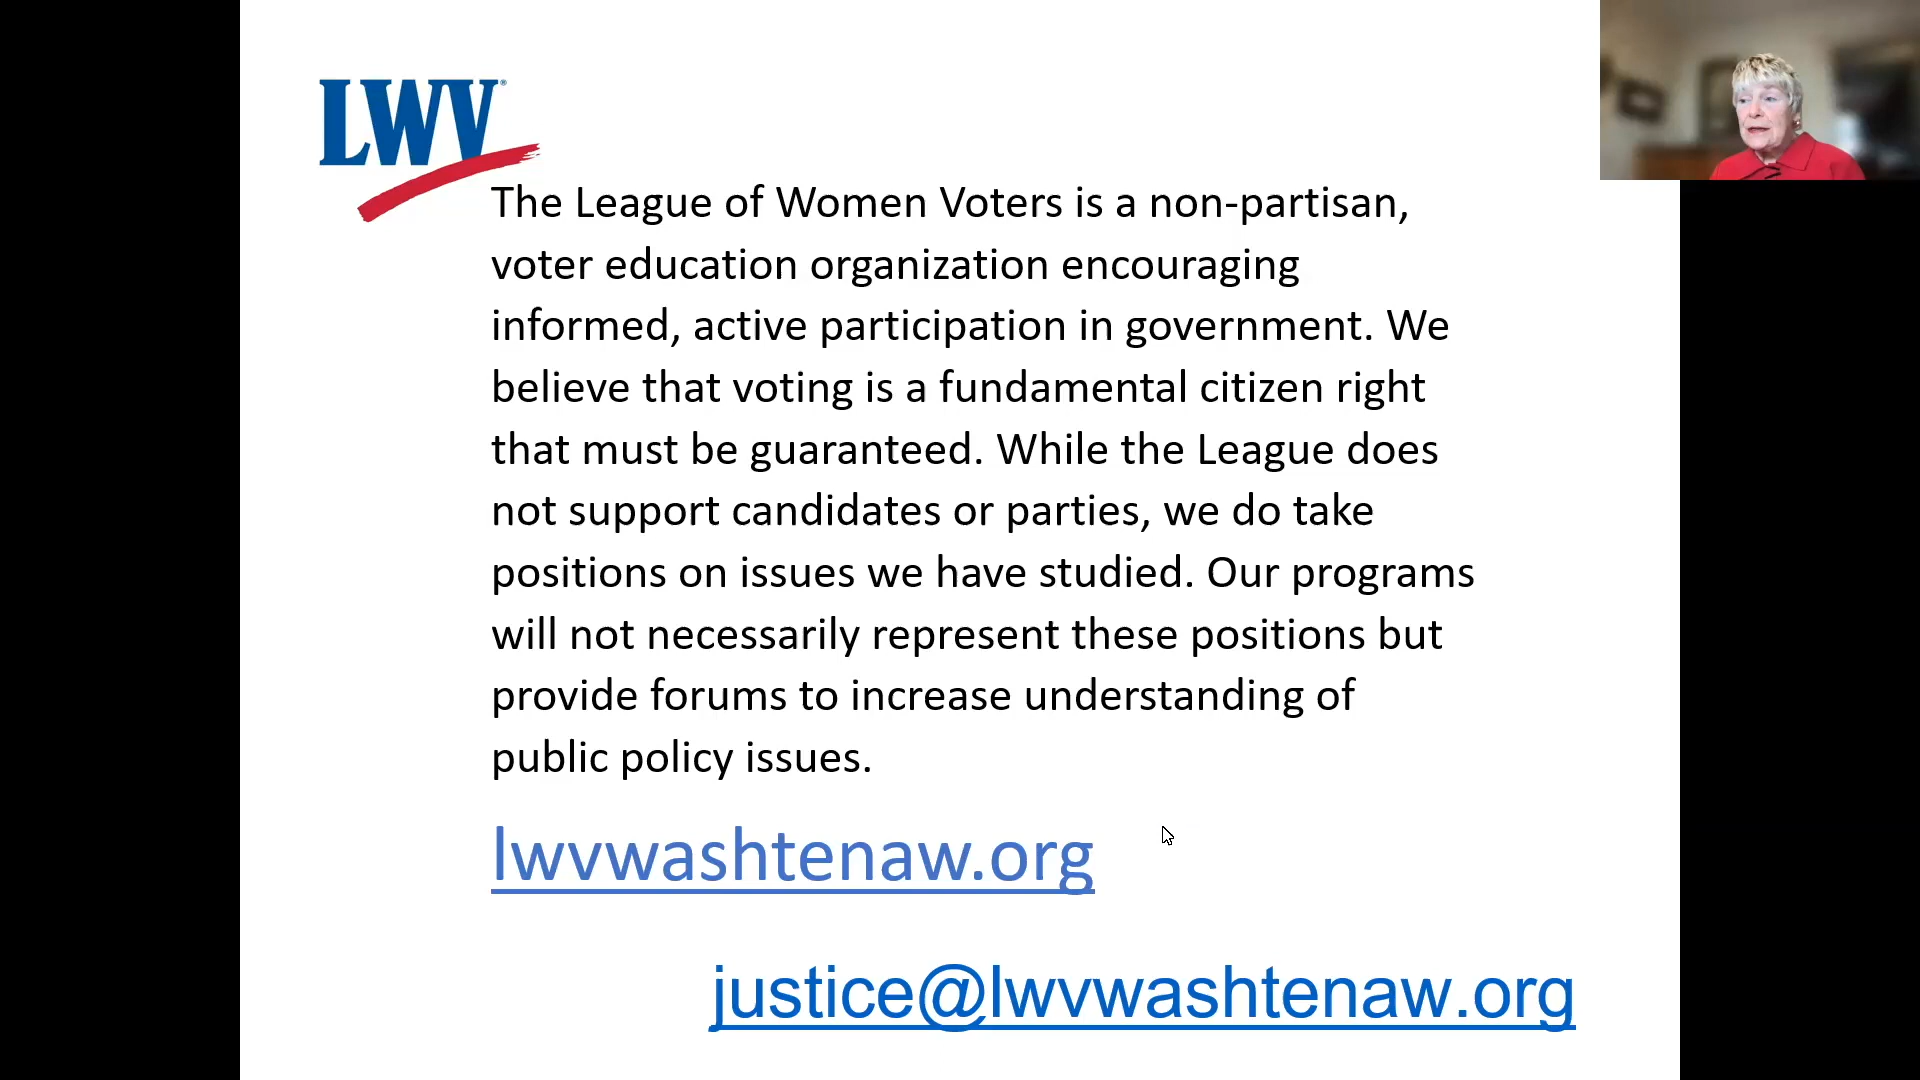 LWV®
The League of Women Voters is a non-partisan,
voter education organization encouraging
informed, active participation in government. We
believe that voting is a fundamental citizen right
that must be guaranteed. While the League does
not support candidates or parties, we do take
positions on issues we have studied. Our programs
will not necessarily represent these positions but
provide forums to increase understanding of
public policy issues.
lwvwashtenaw.org
justice@lwvwashtenaw.org